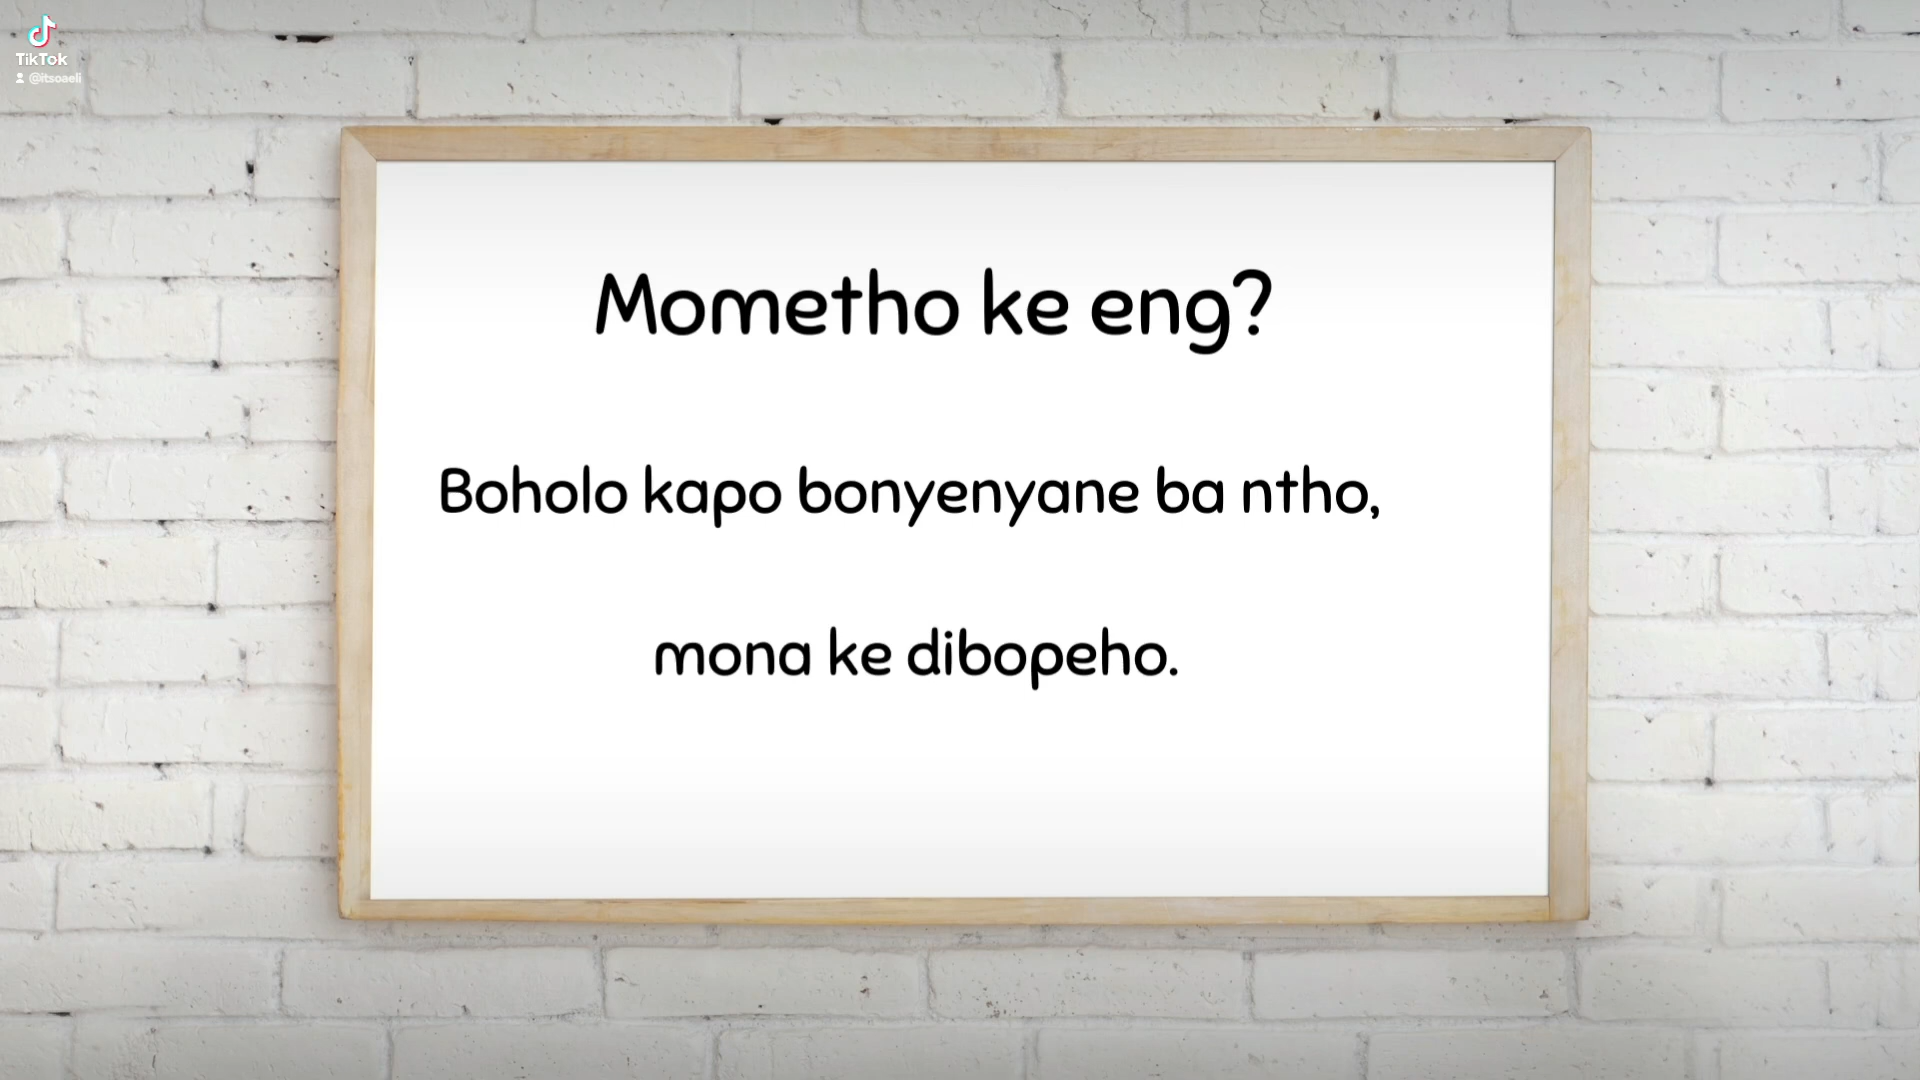 TikTok
@itsoaeli
Mometho ke eng?
Boholo kapo bonyenyane ba ntho,
mona ke dibopeho.